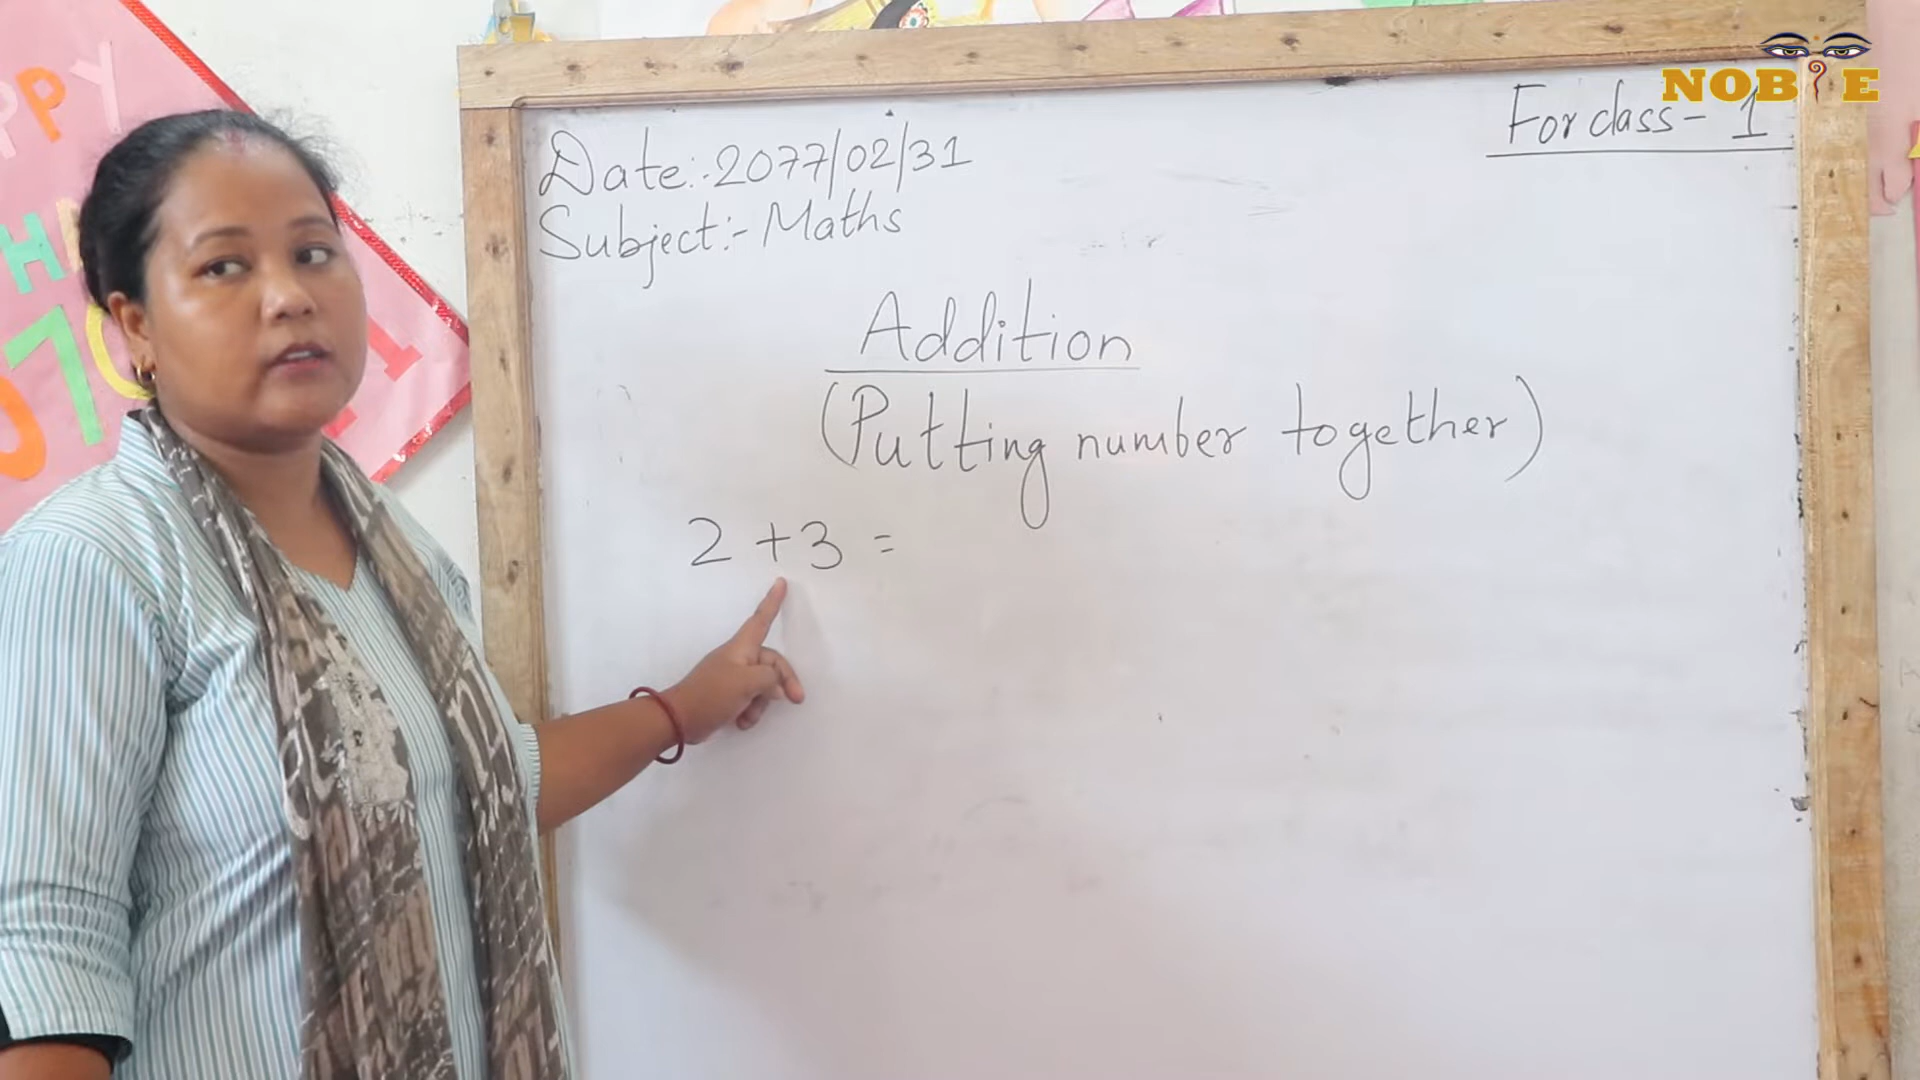 NOBLE
For class - 1
Date:-2077/02/31
Subject:- Maths
Addition
(Putting number together)
2 + 3 =